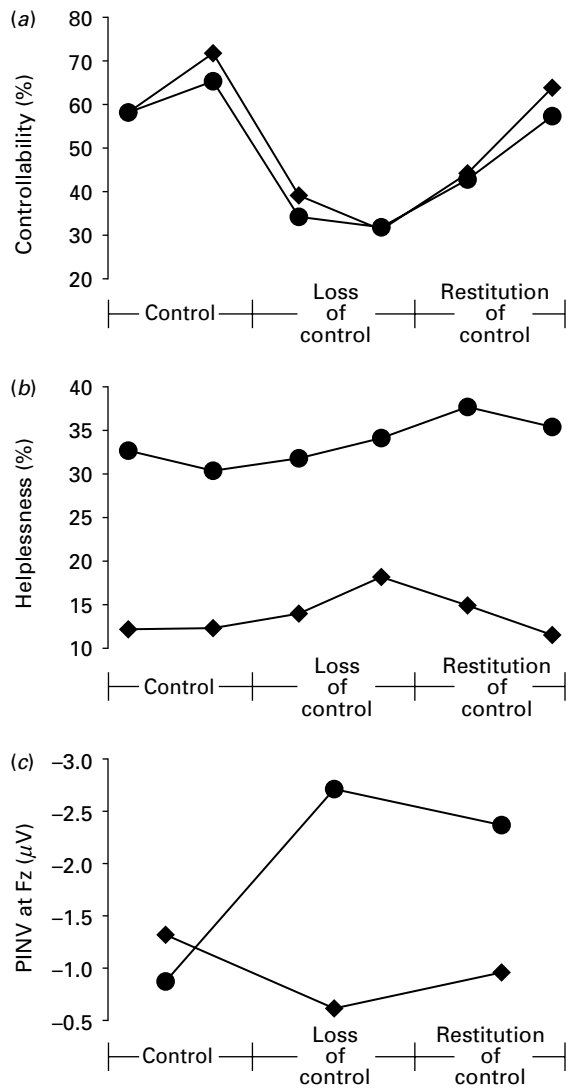 (a)
Controllability (%)
80
70
60
50
40
30
20
Control
Loss
of
control
Restitution
of
control
(b)
Helplessness (%)
40
35
30
25
20
15
10
Control
Loss
of
control
Restitution
of
control
(c)
PINV at Fz (μV)
–3.0
–2.5
–2.0
–1.5
–1.0
–0.5
Control
Loss
of
control
Restitution
of
control